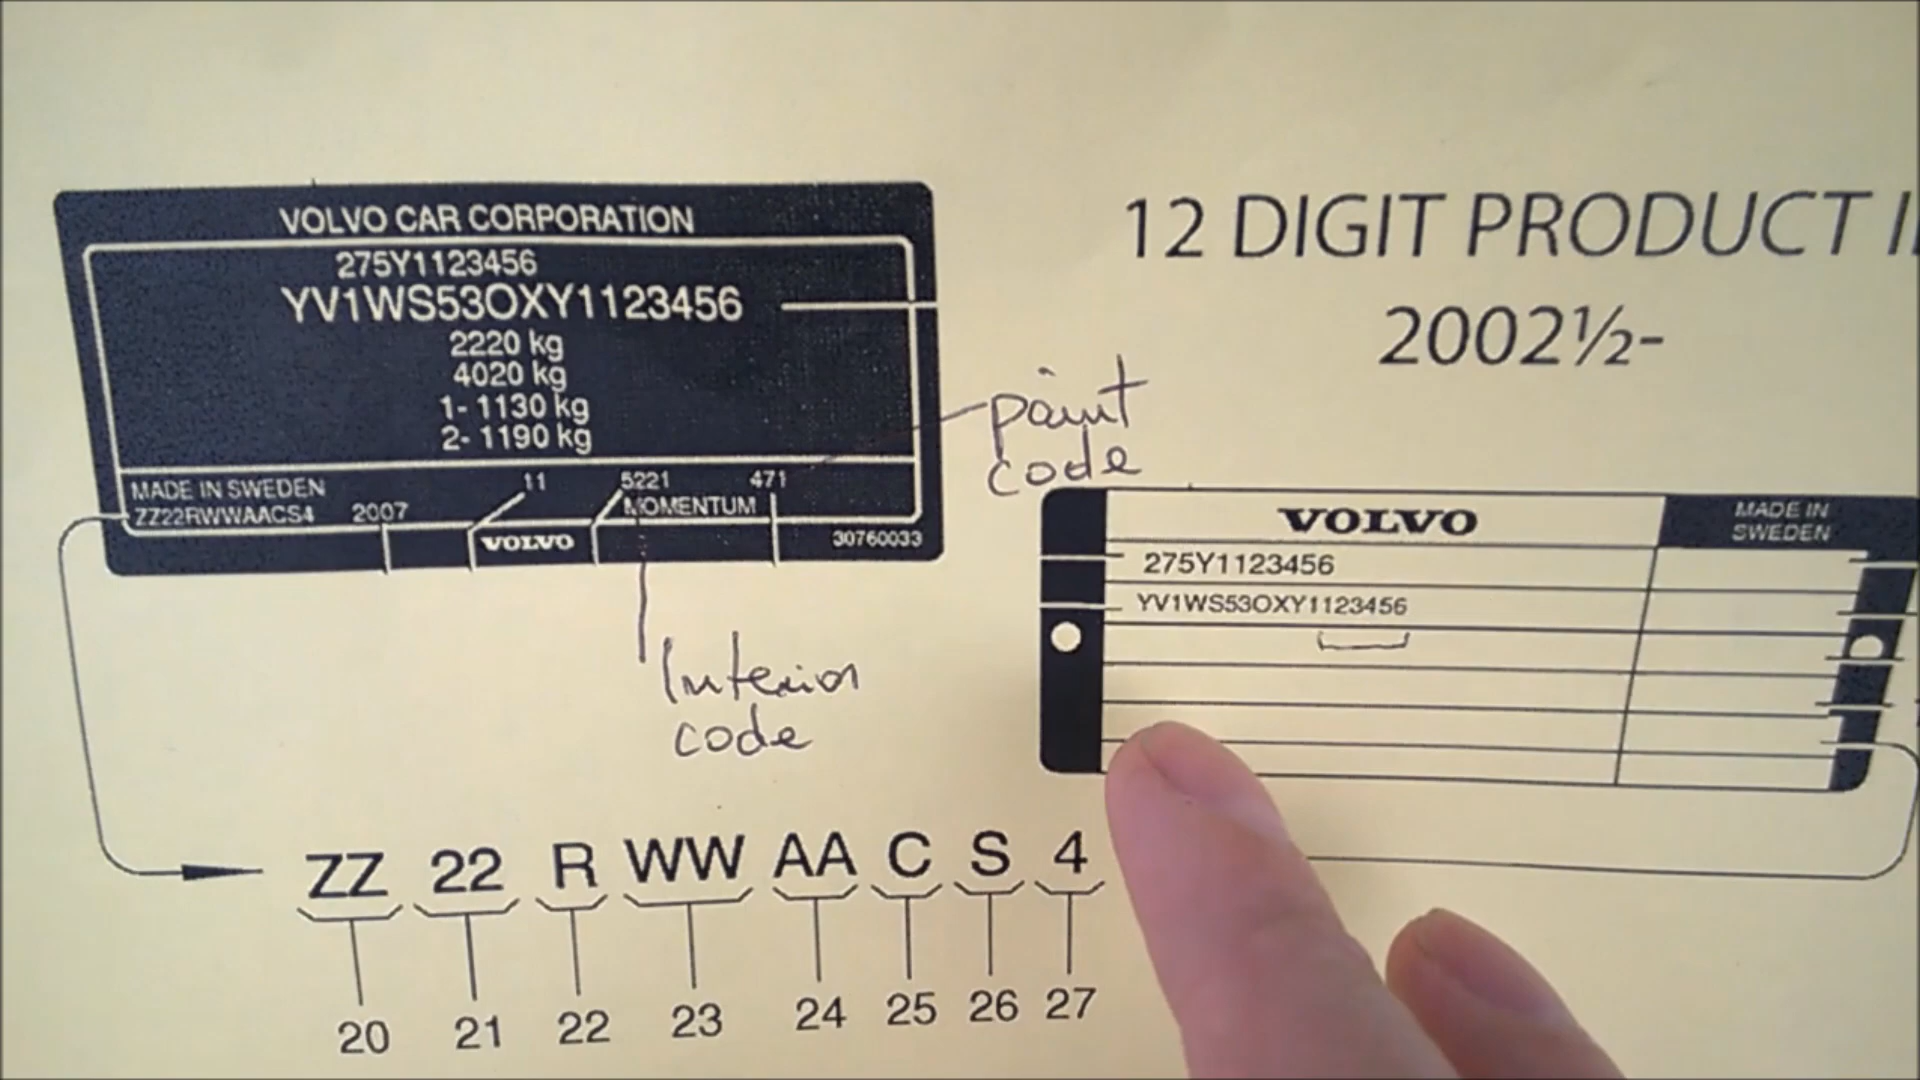 VOLVO CAR CORPORATION
275Y1123456
YV1WS53OXY1123456
2220 kg
4020 kg
1- 1130 kg
2- 1190 kg
MADE IN SWEDEN
ZZ22RWWAACS4
2007
11
5221
MOMENTUM
471
VOLVO
30760033
paint
code
Interior
code
12 DIGIT PRODUCT
2002½-
VOLVO
MADE IN
SWEDEN
275Y1123456
YV1WS53OXY1123456
ZZ 22 R WW AA C S 4
20 21 22 23 24 25 26 27